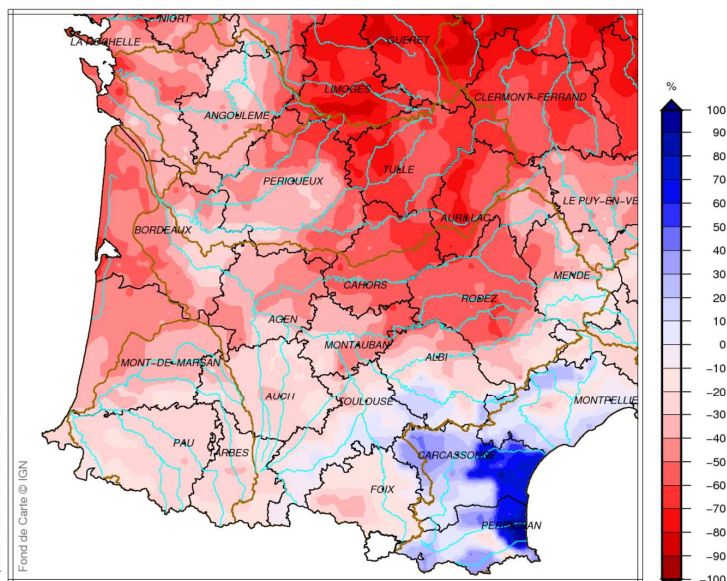 NIORT
LA ROCHELLE
GUERET
LIMOGES
CLERMONT-FERRAND
ANGOULEME
TULLE
PERIGUEUX
LE PUY-EN-VE
AURILLAC
BORDEAUX
MENDE
CAHORS
RODEZ
AGEN
MONTAUBAN
ALBI
MONT-DE-MARSAN
AUCH
TOULOUSE
MONTPELLIE
PAU
TARBES
CARCASSONNE
FOIX
PERPIGNAN
Fond de Carte © IGN
%
100
90
80
70
60
50
40
30
20
10
0
-10
-20
-30
-40
-50
-60
-70
-80
-90
-100